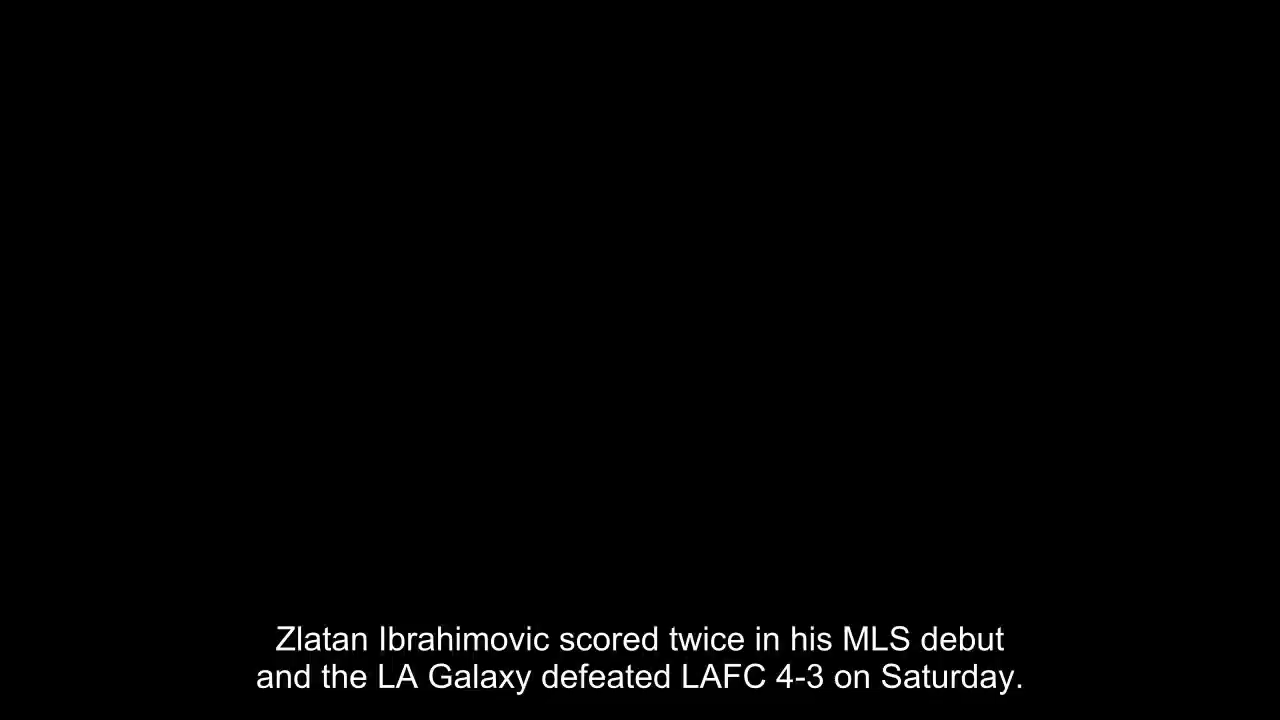 Zlatan Ibrahimovic scored twice in his MLS debut
and the LA Galaxy defeated LAFC 4-3 on Saturday.